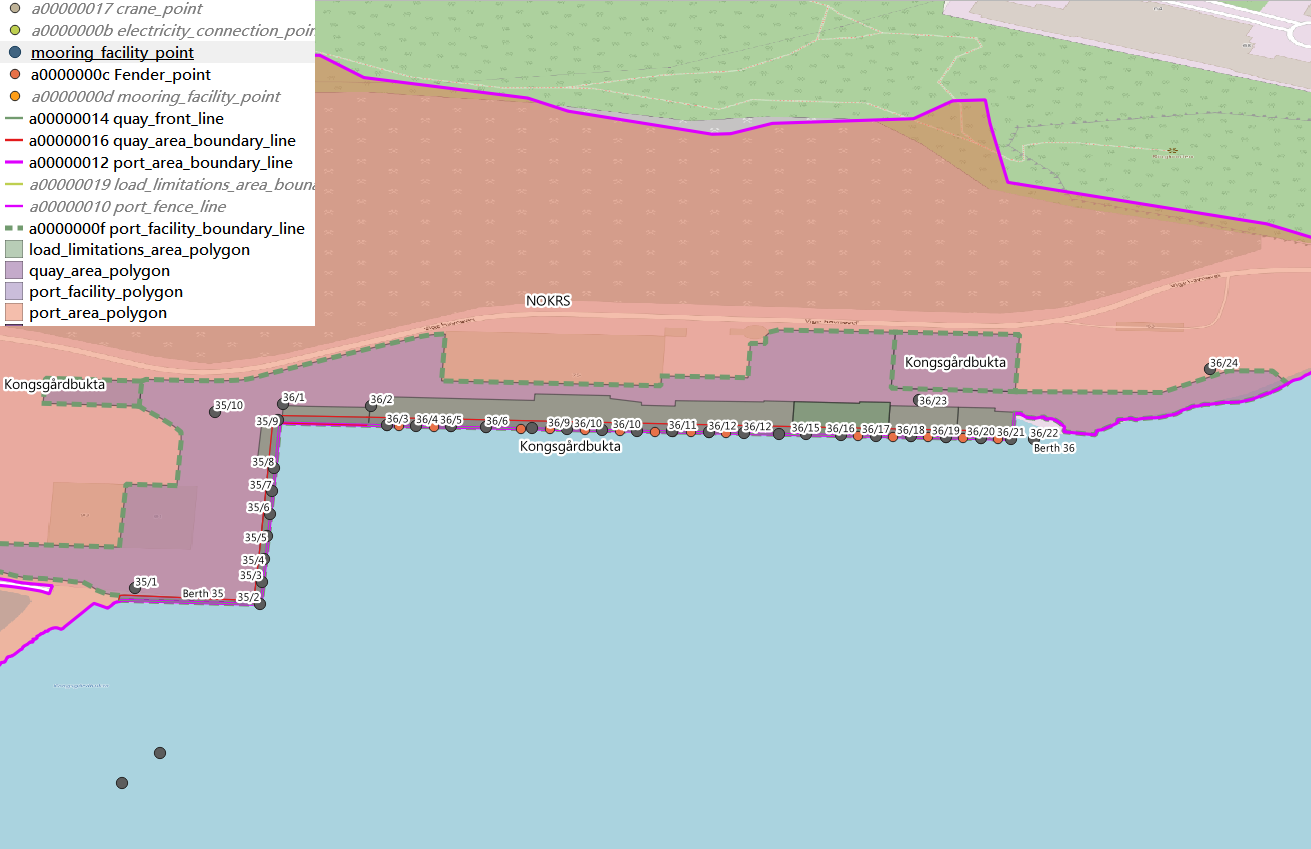 a00000017 crane_point
a0000000b electricity_connection_poin
mooring_facility_point
a0000000c Fender_point
a0000000d mooring_facility_point
a00000014 quay_front_line
a00000016 quay_area_boundary_line
a00000012 port_area_boundary_line
a00000019 load_limitations_area_bouna
a00000010 port_fence_line
a0000000f port_facility_boundary_line
load_limitations_area_polygon
quay_area_polygon
port_facility_polygon
port_area_polygon
NOKRS
Kongsgårdbukta
Kongsgårdbukta
36/24
35/10
36/1
36/2
36/23
35/9
36/3
36/4
36/5
36/6
36/9
36/10
36/10
36/11
36/12
36/12
36/15
36/16
36/17
36/18
36/19
36/20
36/21
36/22
Kongsgårdbukta
Berth 36
35/8
35/7
35/6
35/5
35/4
35/3
35/1
Berth 35
35/2